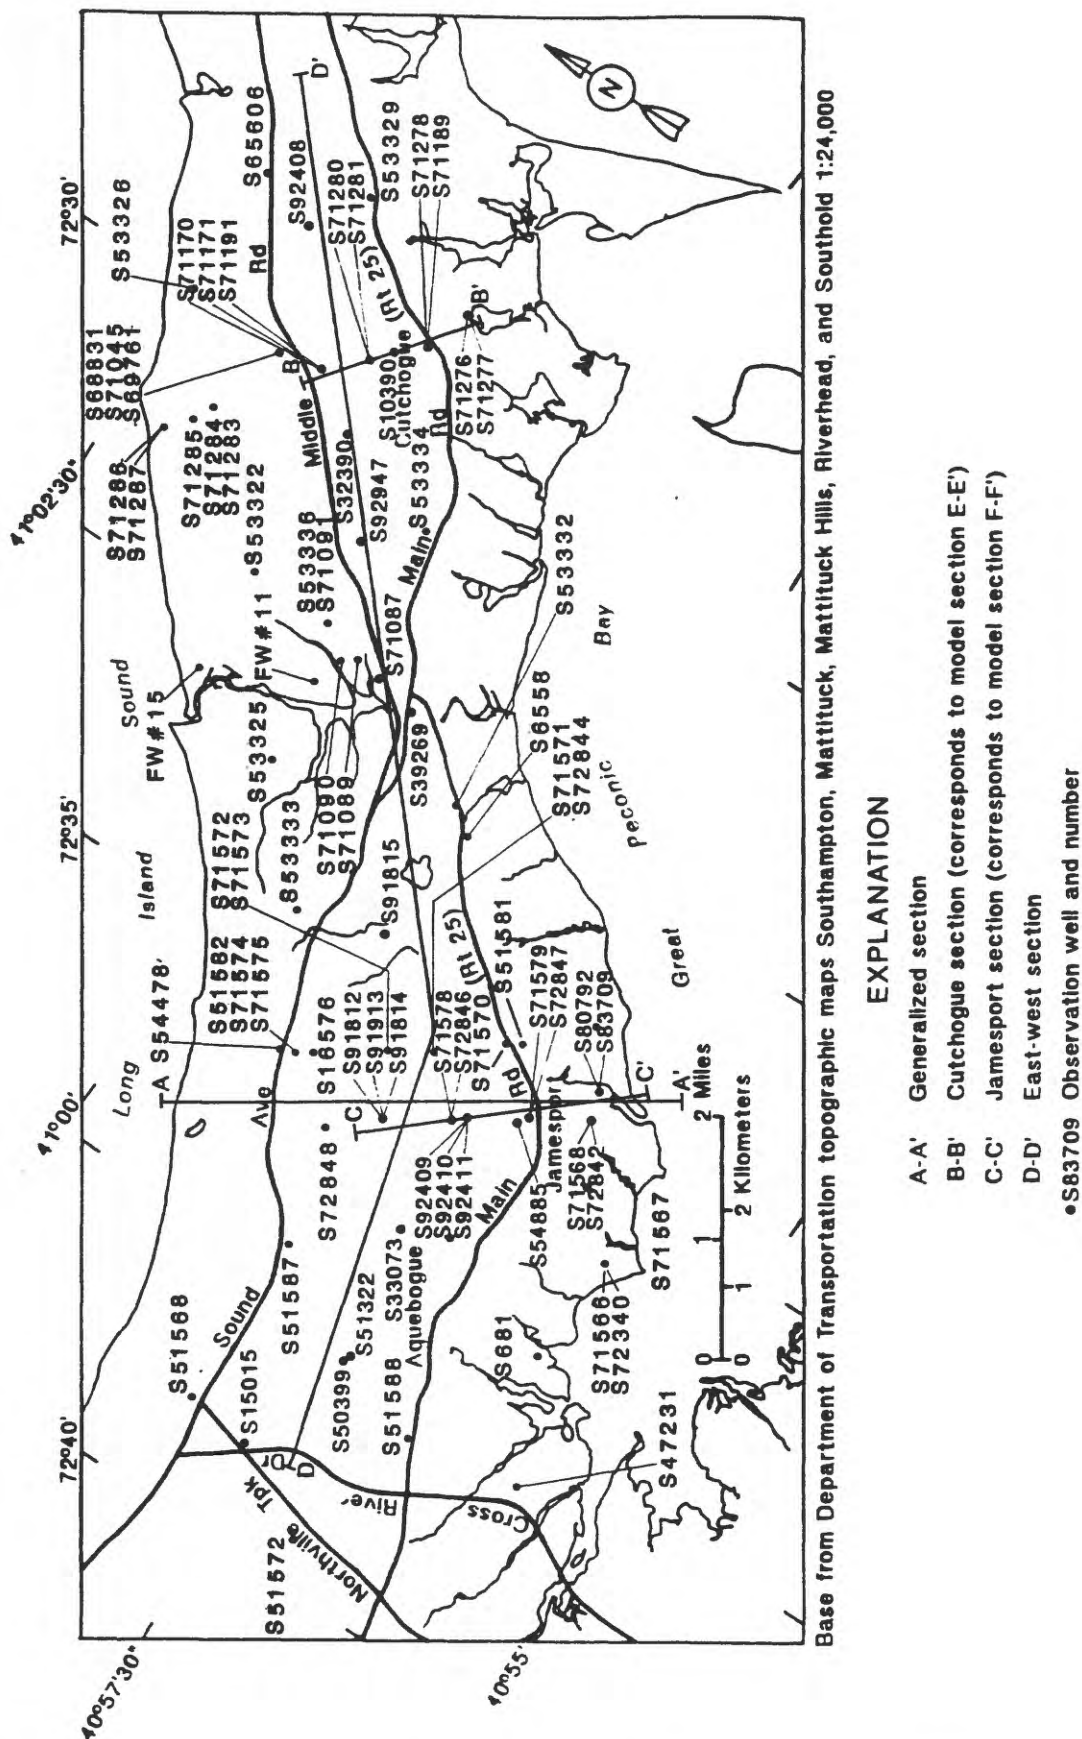 72°40'
72°35'
72°30'
40°57'30"
41°00'
41°02'30"
40°55'
Long
Island
Sound
Great
Peconic
Bay
N
Sound
Ave
Middle
Rd
Main
Rd
(Rt 25)
Main
Rd
(Rt 25)
Northville
Tpk
Cross
River
Dr
Aquebogue
Jamesport
Cutchogue
A
A'
B
B'
C
C'
D
D'
S51572
S15015
S51568
S51587
S50399
S51322
S51588
S33073
S681
S47231
S71566
S72340
S71567
S71568
S72842
S54885
S92409
S92410
S92411
S72848
S54478
S51582
S71574
S71575
S16576
S91812
S91913
S91814
S71578
S72846
S71570
S51581
S71579
S72847
S80792
S83709
S71572
S71573
S53333
S91815
S71571
S72844
S6558
S53332
S39269
S53325
FW#15
FW#11
S71090
S71089
S71087
S53336
S71091
S53322
S92947
S32390
S53334
S71286
S71287
S71285
S71284
S71283
S68831
S71045
S69761
S53326
S71170
S71171
S71191
S10390
S71276
S71277
S71280
S71281
S53329
S71278
S71189
S92408
S65606
0 1 2 Miles
0 1 2 Kilometers
Base from Department of Transportation topographic maps Southampton, Mattituck, Mattituck Hills, Riverhead, and Southold 1:24,000
EXPLANATION
A-A' Generalized section
B-B' Cutchogue section (corresponds to model section E-E')
C-C' Jamesport section (corresponds to model section F-F')
D-D' East-west section
•S83709 Observation well and number